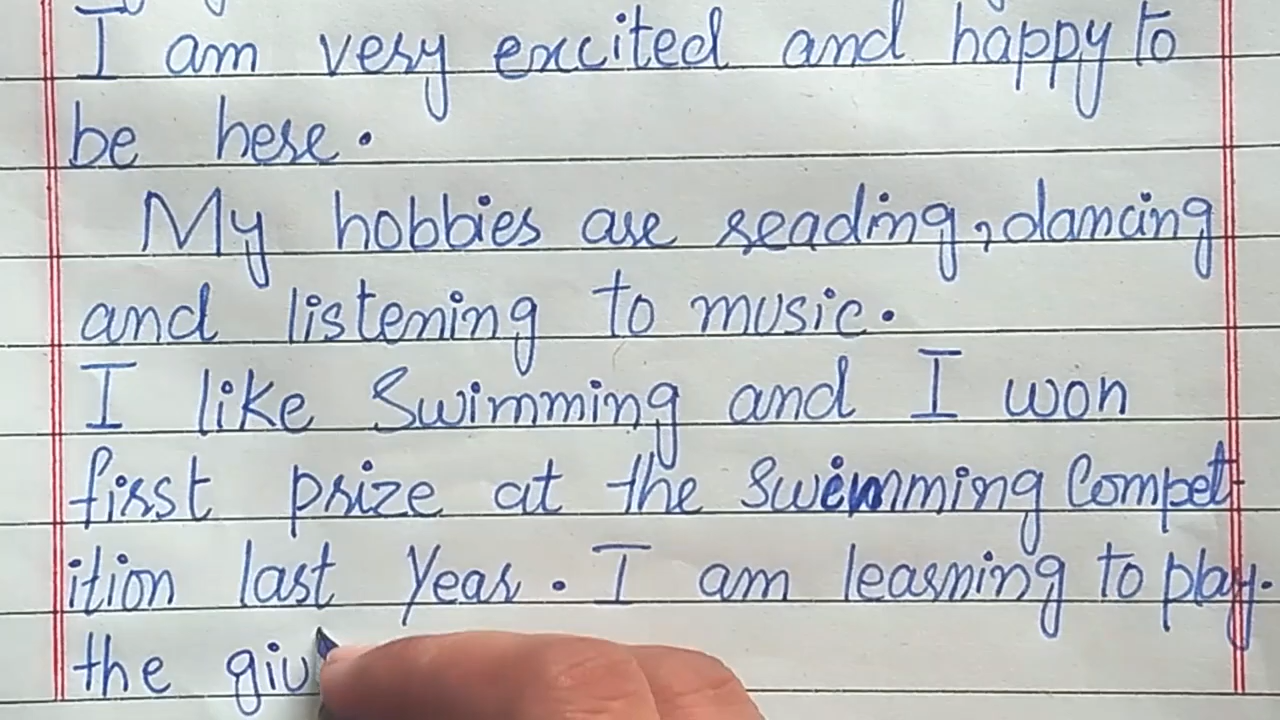 I am very excited and happy to
be here.
My hobbies are reading, dancing
and listening to music.
I like Swimming and I won
first prize at the Swimming Compet
ition last Year. I am learning to play.
the giu